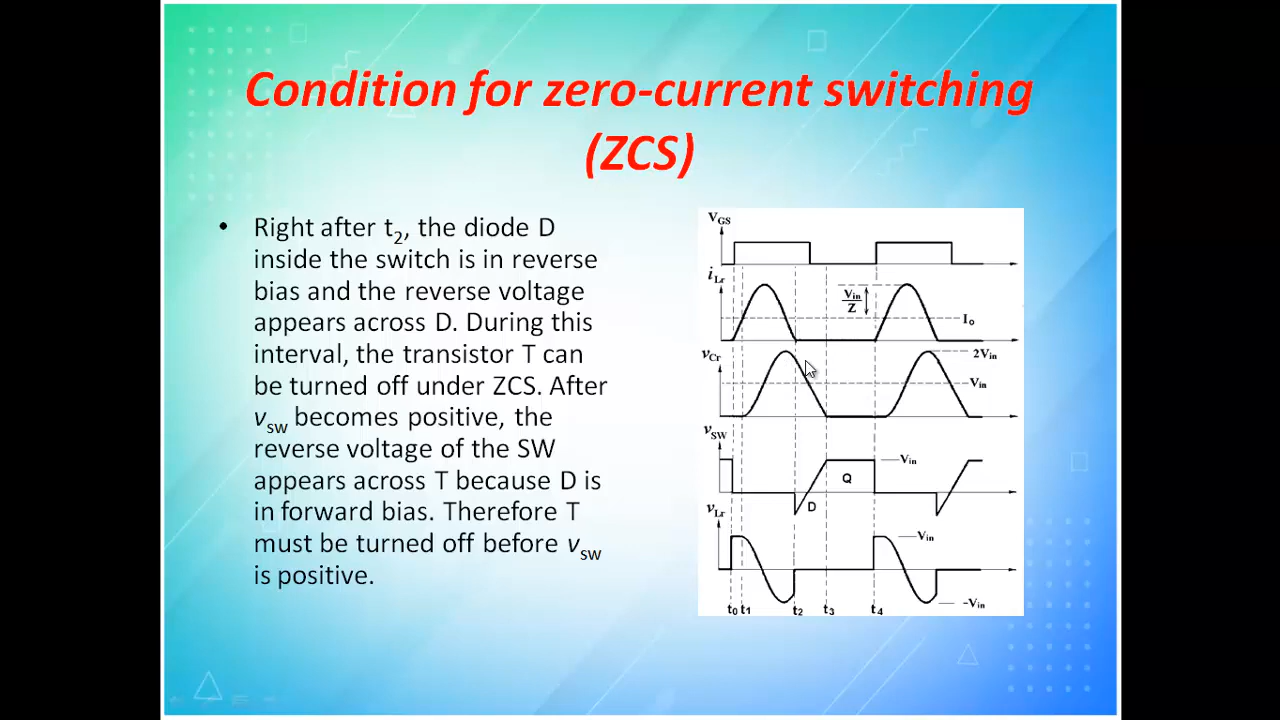 Condition for zero-current switching
(ZCS)
• Right after t2, the diode D
inside the switch is in reverse
bias and the reverse voltage
appears across D. During this
interval, the transistor T can
be turned off under ZCS. After
vSW becomes positive, the
reverse voltage of the SW
appears across T because D is
in forward bias. Therefore T
must be turned off before vSW
is positive.
VGS
iLr
Vin
Z
Io
vCr
2Vin
Vin
vSW
Vin
Q
D
vLr
Vin
-Vin
t0 t1 t2 t3 t4